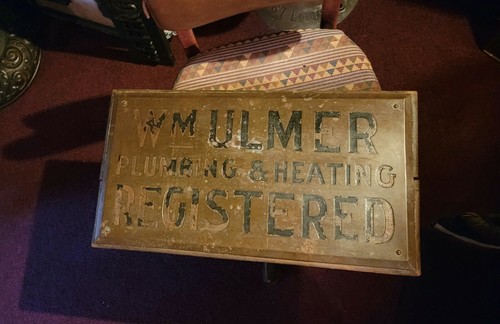 WM ULMER
PLUMBING & HEATING
REGISTERED